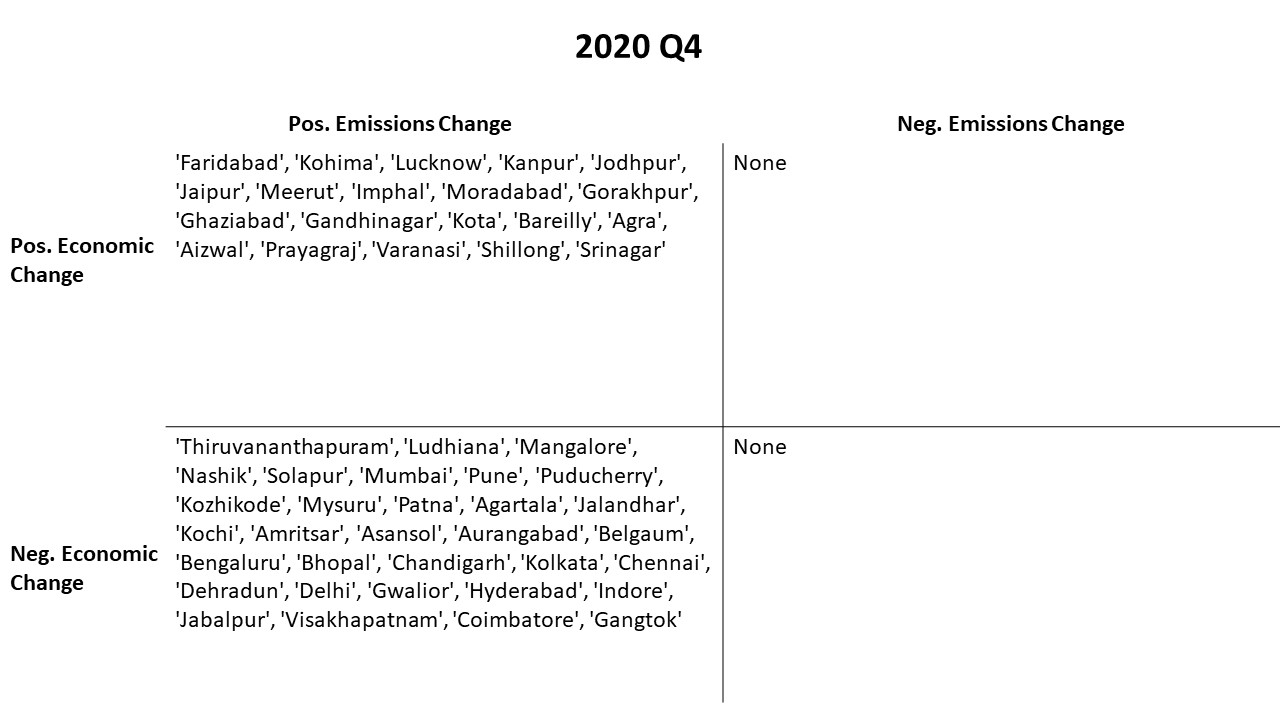 2020 Q4
Pos. Emissions Change
Neg. Emissions Change
Pos. Economic
Change
'Faridabad', 'Kohima', 'Lucknow', 'Kanpur', 'Jodhpur',
'Jaipur', 'Meerut', 'Imphal', 'Moradabad', 'Gorakhpur',
'Ghaziabad', 'Gandhinagar', 'Kota', 'Bareilly', 'Agra',
'Aizwal', 'Prayagraj', 'Varanasi', 'Shillong', 'Srinagar'
None
Neg. Economic
Change
'Thiruvananthapuram', 'Ludhiana', 'Mangalore',
'Nashik', 'Solapur', 'Mumbai', 'Pune', 'Puducherry',
'Kozhikode', 'Mysuru', 'Patna', 'Agartala', 'Jalandhar',
'Kochi', 'Amritsar', 'Asansol', 'Aurangabad', 'Belgaum',
'Bengaluru', 'Bhopal', 'Chandigarh', 'Kolkata', 'Chennai',
'Dehradun', 'Delhi', 'Gwalior', 'Hyderabad', 'Indore',
'Jabalpur', 'Visakhapatnam', 'Coimbatore', 'Gangtok'
None